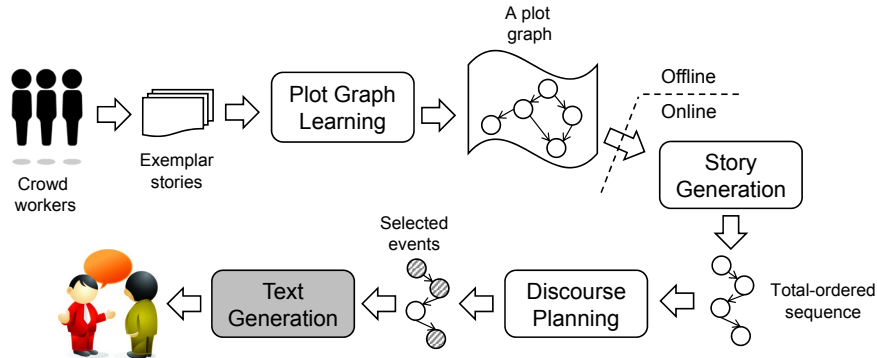 A plot
graph
Offline
Online
Plot Graph
Learning
Exemplar
stories
Crowd
workers
Story
Generation
Selected
events
Text
Generation
Discourse
Planning
Total-ordered
sequence